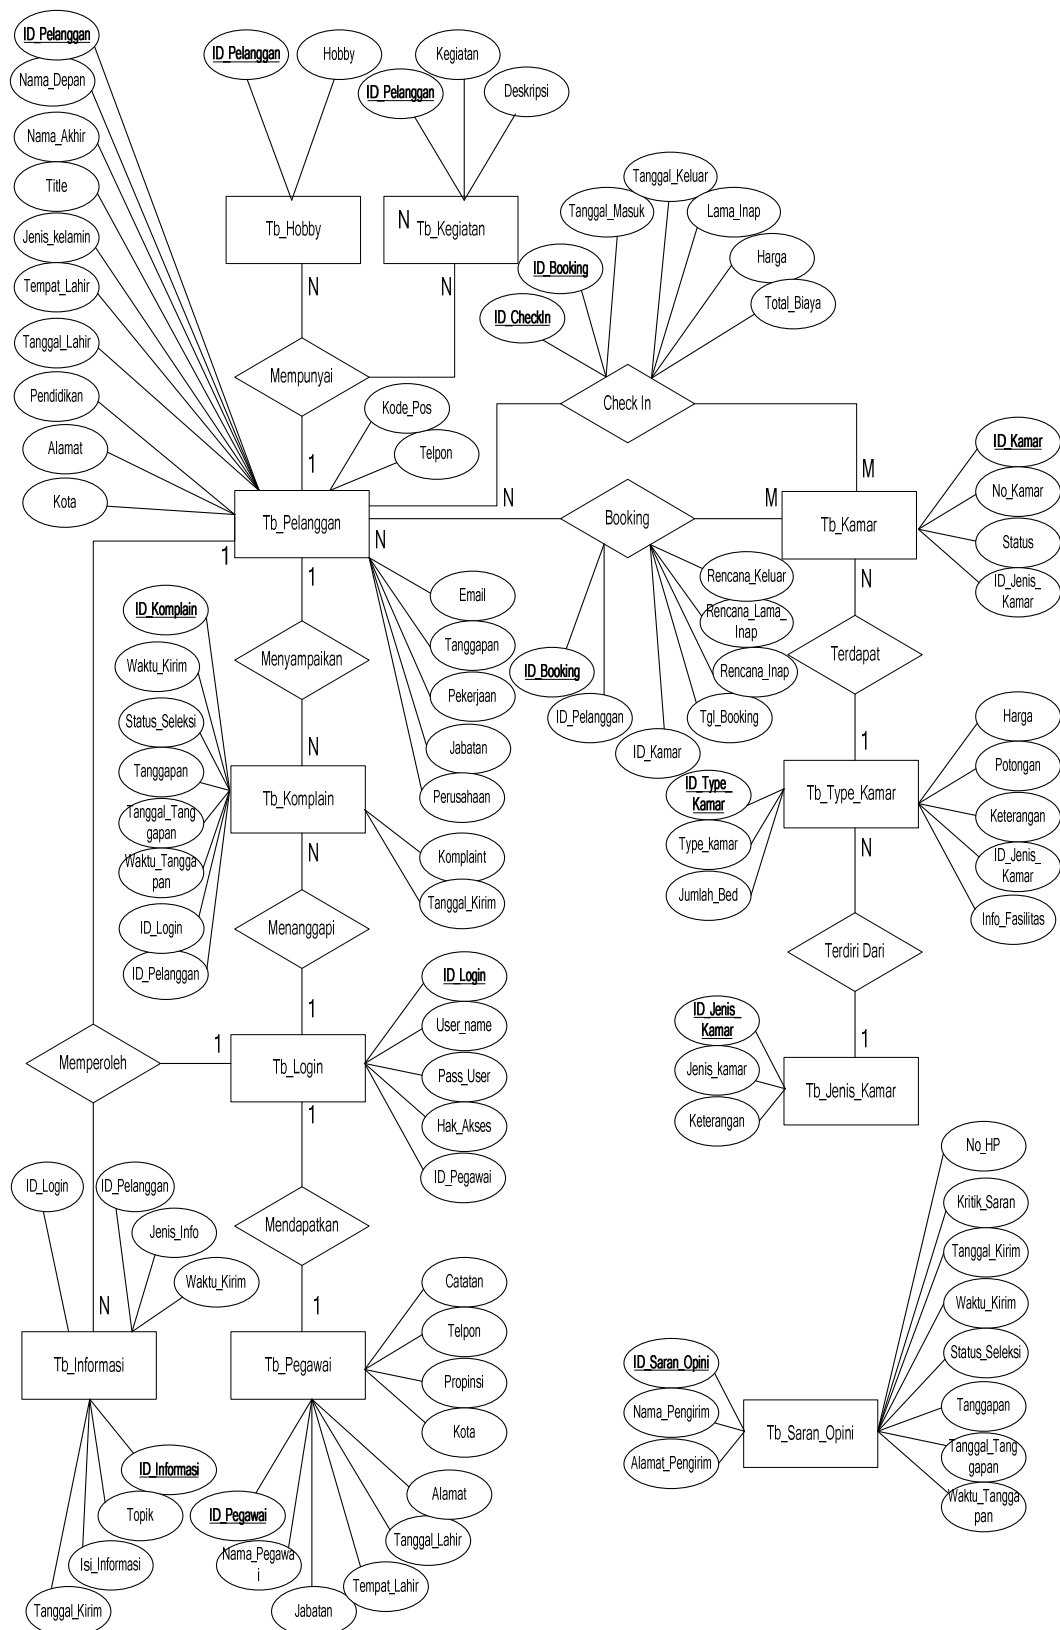 ID_Pelanggan
Nama_Depan
Nama_Akhir
Title
Jenis_kelamin
Tempat_Lahir
Tanggal_Lahir
Pendidikan
Alamat
Kota
ID_Pelanggan
Hobby
Tb_Hobby
N
ID_Pelanggan
Kegiatan
Deskripsi
N
Tb_Kegiatan
N
Mempunyai
1
Kode_Pos
Telpon
Tb_Pelanggan
1
1
N
N
ID_CheckIn
ID_Booking
Tanggal_Masuk
Tanggal_Keluar
Lama_Inap
Harga
Total_Biaya
Check In
M
Booking
M
ID_Booking
ID_Pelanggan
ID_Kamar
Tgl_Booking
Rencana_Inap
Rencana_Lama_
Inap
Rencana_Keluar
Tb_Kamar
ID_Kamar
No_Kamar
Status
ID_Jenis_
Kamar
N
Terdapat
1
Email
Tanggapan
Pekerjaan
Jabatan
Perusahaan
Menyampaikan
N
ID_Komplain
Waktu_Kirim
Status_Seleksi
Tanggapan
Tanggal_Tang
gapan
Waktu_Tangga
pan
ID_Login
ID_Pelanggan
Tb_Komplain
N
Komplaint
Tanggal_Kirim
Menanggapi
1
ID_Type_
Kamar
Type_kamar
Jumlah_Bed
Tb_Type_Kamar
Harga
Potongan
Keterangan
ID_Jenis_
Kamar
Info_Fasilitas
N
Terdiri Dari
1
ID_Jenis_
Kamar
Jenis_kamar
Keterangan
Tb_Jenis_Kamar
Memperoleh
1
Tb_Login
1
ID_Login
User_name
Pass_User
Hak_Akses
ID_Pegawai
Mendapatkan
1
ID_Login
ID_Pelanggan
Jenis_Info
Waktu_Kirim
N
Tb_Informasi
ID_Informasi
Topik
Isi_Informasi
Tanggal_Kirim
Tb_Pegawai
Catatan
Telpon
Propinsi
Kota
ID_Pegawai
Nama_Pegawa
i
Jabatan
Tempat_Lahir
Tanggal_Lahir
Alamat
ID_Saran_Opini
Nama_Pengirim
Alamat_Pengirim
Tb_Saran_Opini
No_HP
Kritik_Saran
Tanggal_Kirim
Waktu_Kirim
Status_Seleksi
Tanggapan
Tanggal_Tang
gapan
Waktu_Tangga
pan